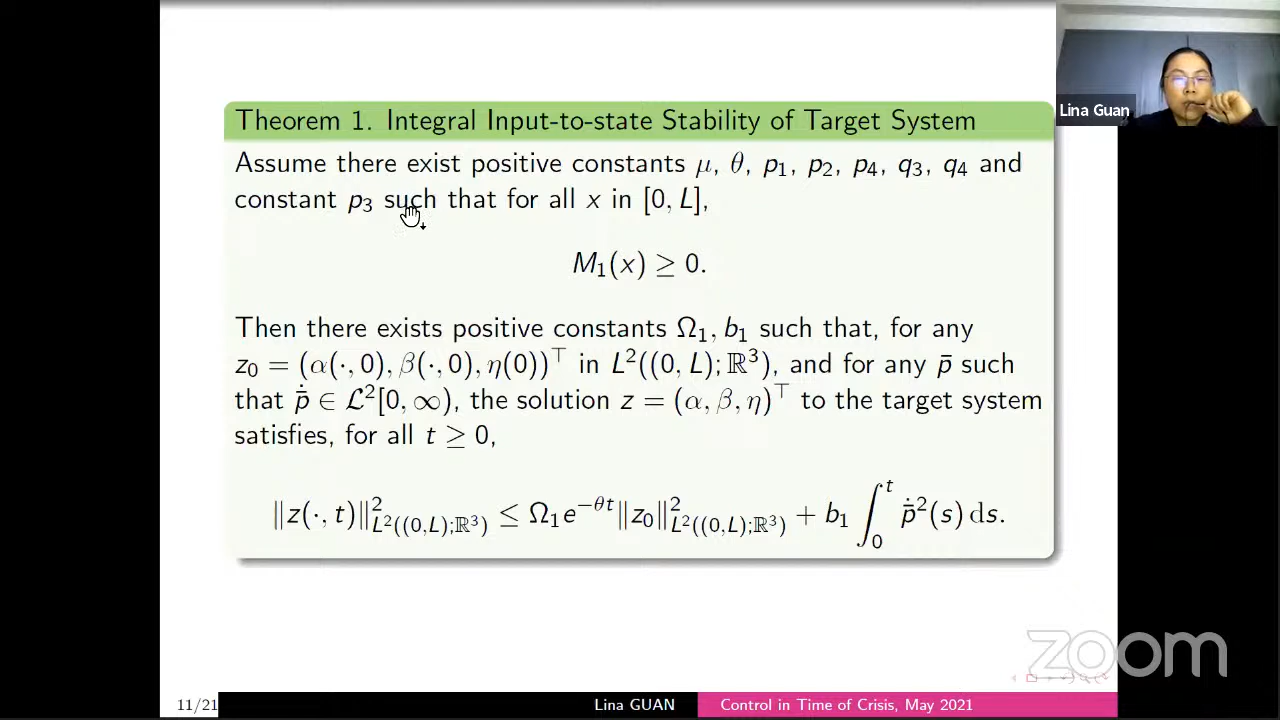 Lina Guan
Theorem 1. Integral Input-to-state Stability of Target System
Assume there exist positive constants μ, θ, p₁, p₂, p₄, q₃, q₄ and
constant p₃ such that for all x in [0, L],
M₁(x) ≥ 0.
Then there exists positive constants Ω₁, b₁ such that, for any
z₀ = (α(·, 0), β(·, 0), η(0))⊤ in L²((0, L); ℝ³), and for any p̄ such
that ṗ̄ ∈ ℒ²[0, ∞), the solution z = (α, β, η)⊤ to the target system
satisfies, for all t ≥ 0,
‖z(·, t)‖²_{L²((0,L);ℝ³)} ≤ Ω₁e^{−θt}‖z₀‖²_{L²((0,L);ℝ³)} + b₁ ∫₀ᵗ ṗ̄²(s) ds.
zoom
11/21 Lina GUAN Control in Time of Crisis, May 2021